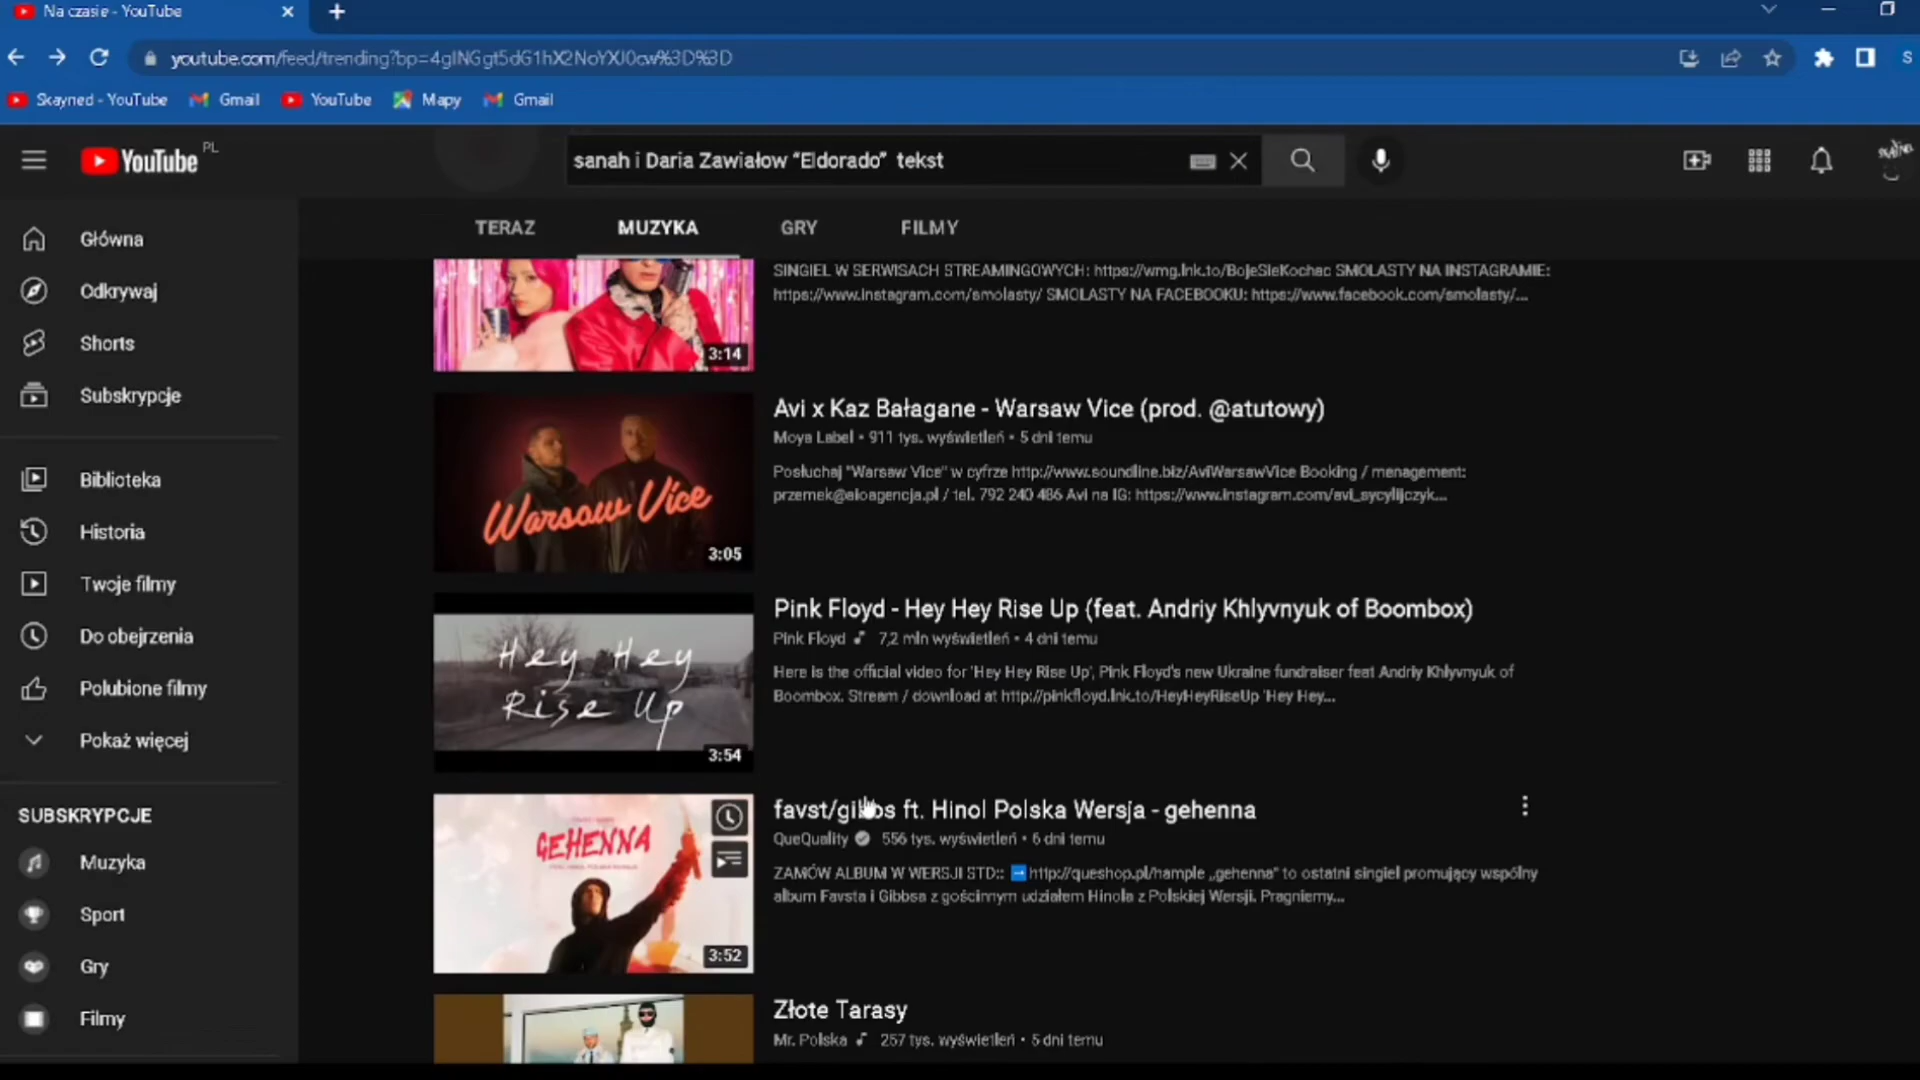 Na czasie - YouTube
youtube.com/feed/trending?bp=4gINGgt5dG1hX2NoYXJ0cw%3D%3D
Skayned - YouTube Gmail YouTube Mapy Gmail
YouTube PL
sanah i Daria Zawiałow “Eldorado” tekst
TERAZ MUZYKA GRY FILMY
Główna
Odkrywaj
Shorts
Subskrypcje
Biblioteka
Historia
Twoje filmy
Do obejrzenia
Polubione filmy
Pokaż więcej
SUBSKRYPCJE
Muzyka
Sport
Gry
Filmy
SINGIEL W SERWISACH STREAMINGOWYCH: https://wmg.lnk.to/BojeSieKochac SMOLASTY NA INSTAGRAMIE:
https://www.instagram.com/smolasty/ SMOLASTY NA FACEBOOKU: https://www.facebook.com/smolasty/...
3:14
Avi x Kaz Bałagane - Warsaw Vice (prod. @atutowy)
Moya Label • 911 tys. wyświetleń • 5 dni temu
Posłuchaj "Warsaw Vice" w cyfrze http://www.soundline.biz/AviWarsawVice Booking / menagement:
przemek@aloagencja.pl / tel. 792 240 486 Avi na IG: https://www.instagram.com/avi_sycylijczyk...
Warsaw Vice
3:05
Pink Floyd - Hey Hey Rise Up (feat. Andriy Khlyvnyuk of Boombox)
Pink Floyd 7,2 mln wyświetleń • 4 dni temu
Here is the official video for 'Hey Hey Rise Up', Pink Floyd's new Ukraine fundraiser feat Andriy Khlyvnyuk of
Boombox. Stream / download at http://pinkfloyd.lnk.to/HeyHeyRiseUp 'Hey Hey...
Hey Hey
Rise Up
3:54
favst/gibbs ft. Hinol Polska Wersja - gehenna
QueQuality 556 tys. wyświetleń • 6 dni temu
ZAMÓW ALBUM W WERSJI STD:: http://queshop.pl/hample „gehenna" to ostatni singiel promujący wspólny
album Favsta i Gibbsa z gościnnym udziałem Hinola z Polskiej Wersji. Pragniemy...
GEHENNA
3:52
Złote Tarasy
Mr. Polska 257 tys. wyświetleń • 5 dni temu